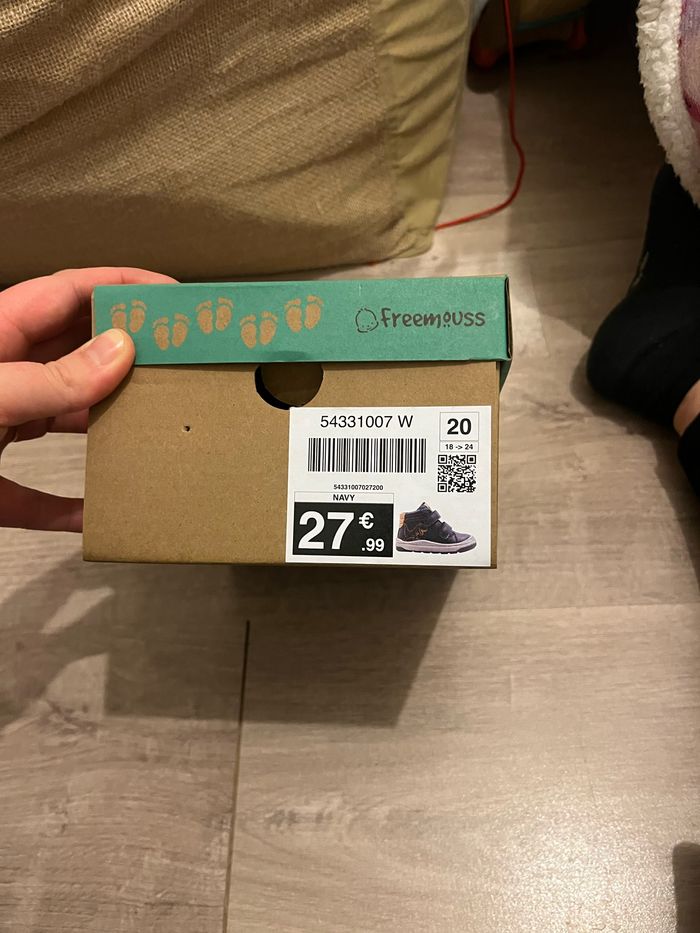 freemouss
54331007 W
20
18 -> 24
54331007027200
NAVY
27 €
.99